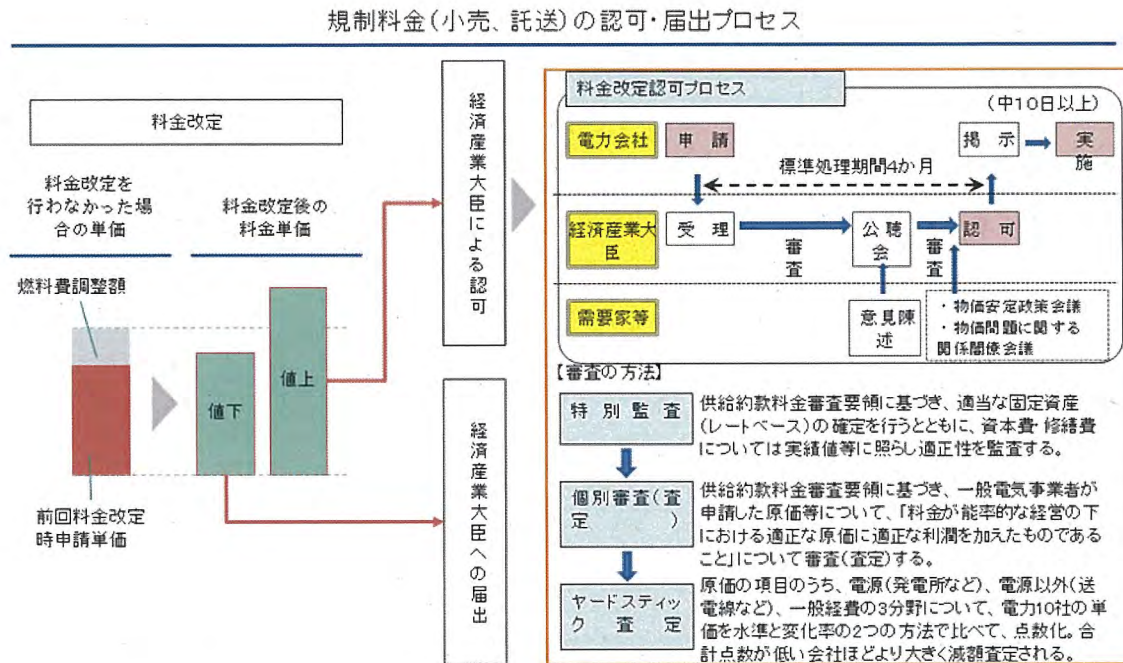 規制料金(小売、託送)の認可・届出プロセス
料金改定
料金改定を
行わなかった場
合の単価
料金改定後の
料金単価
燃料費調整額
値下
値上
前回料金改定
時申請単価
経済産業大臣による認可
経済産業大臣への届出
料金改定認可プロセス
(中10日以上)
電力会社
申 請
掲 示
実
施
標準処理期間4か月
経済産業大
臣
受 理
審
査
公 聴
会
審
査
認 可
需要家等
意見陳
述
・物価安定政策会議
・物価問題に関する
関係閣僚会議
【審査の方法】
特 別 監 査
供給約款料金審査要領に基づき、適当な固定資産
(レートベース)の確定を行うとともに、資本費・修繕費
については実績値等に照らし適正性を監査する。
個別審査(査
定 )
供給約款料金審査要領に基づき、一般電気事業者が
申請した原価等について、「料金が能率的な経営の下
における適正な原価に適正な利潤を加えたものである
こと」について審査(査定)する。
ヤードスティッ
ク 査 定
原価の項目のうち、電源(発電所など)、電源以外(送
電線など)、一般経費の3分野について、電力10社の単
価を水準と変化率の2つの方法で比べて、点数化。合
計点数が低い会社ほどより大きく減額査定される。